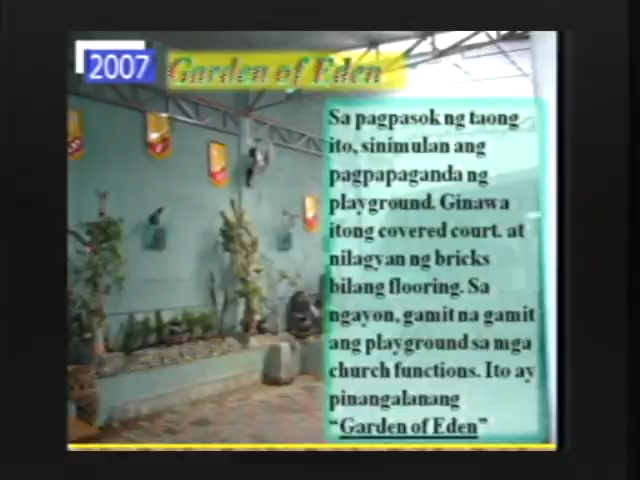 2007
Garden of Eden
Sa pagpasok ng taong
ito, sinimulan ang
pagpapaganda ng
playground. Ginawa
itong covered court. at
nilagyan ng bricks
bilang flooring. Sa
ngayon, gamit na gamit
ang playground sa mga
church functions. Ito ay
pinangalanang
"Garden of Eden"